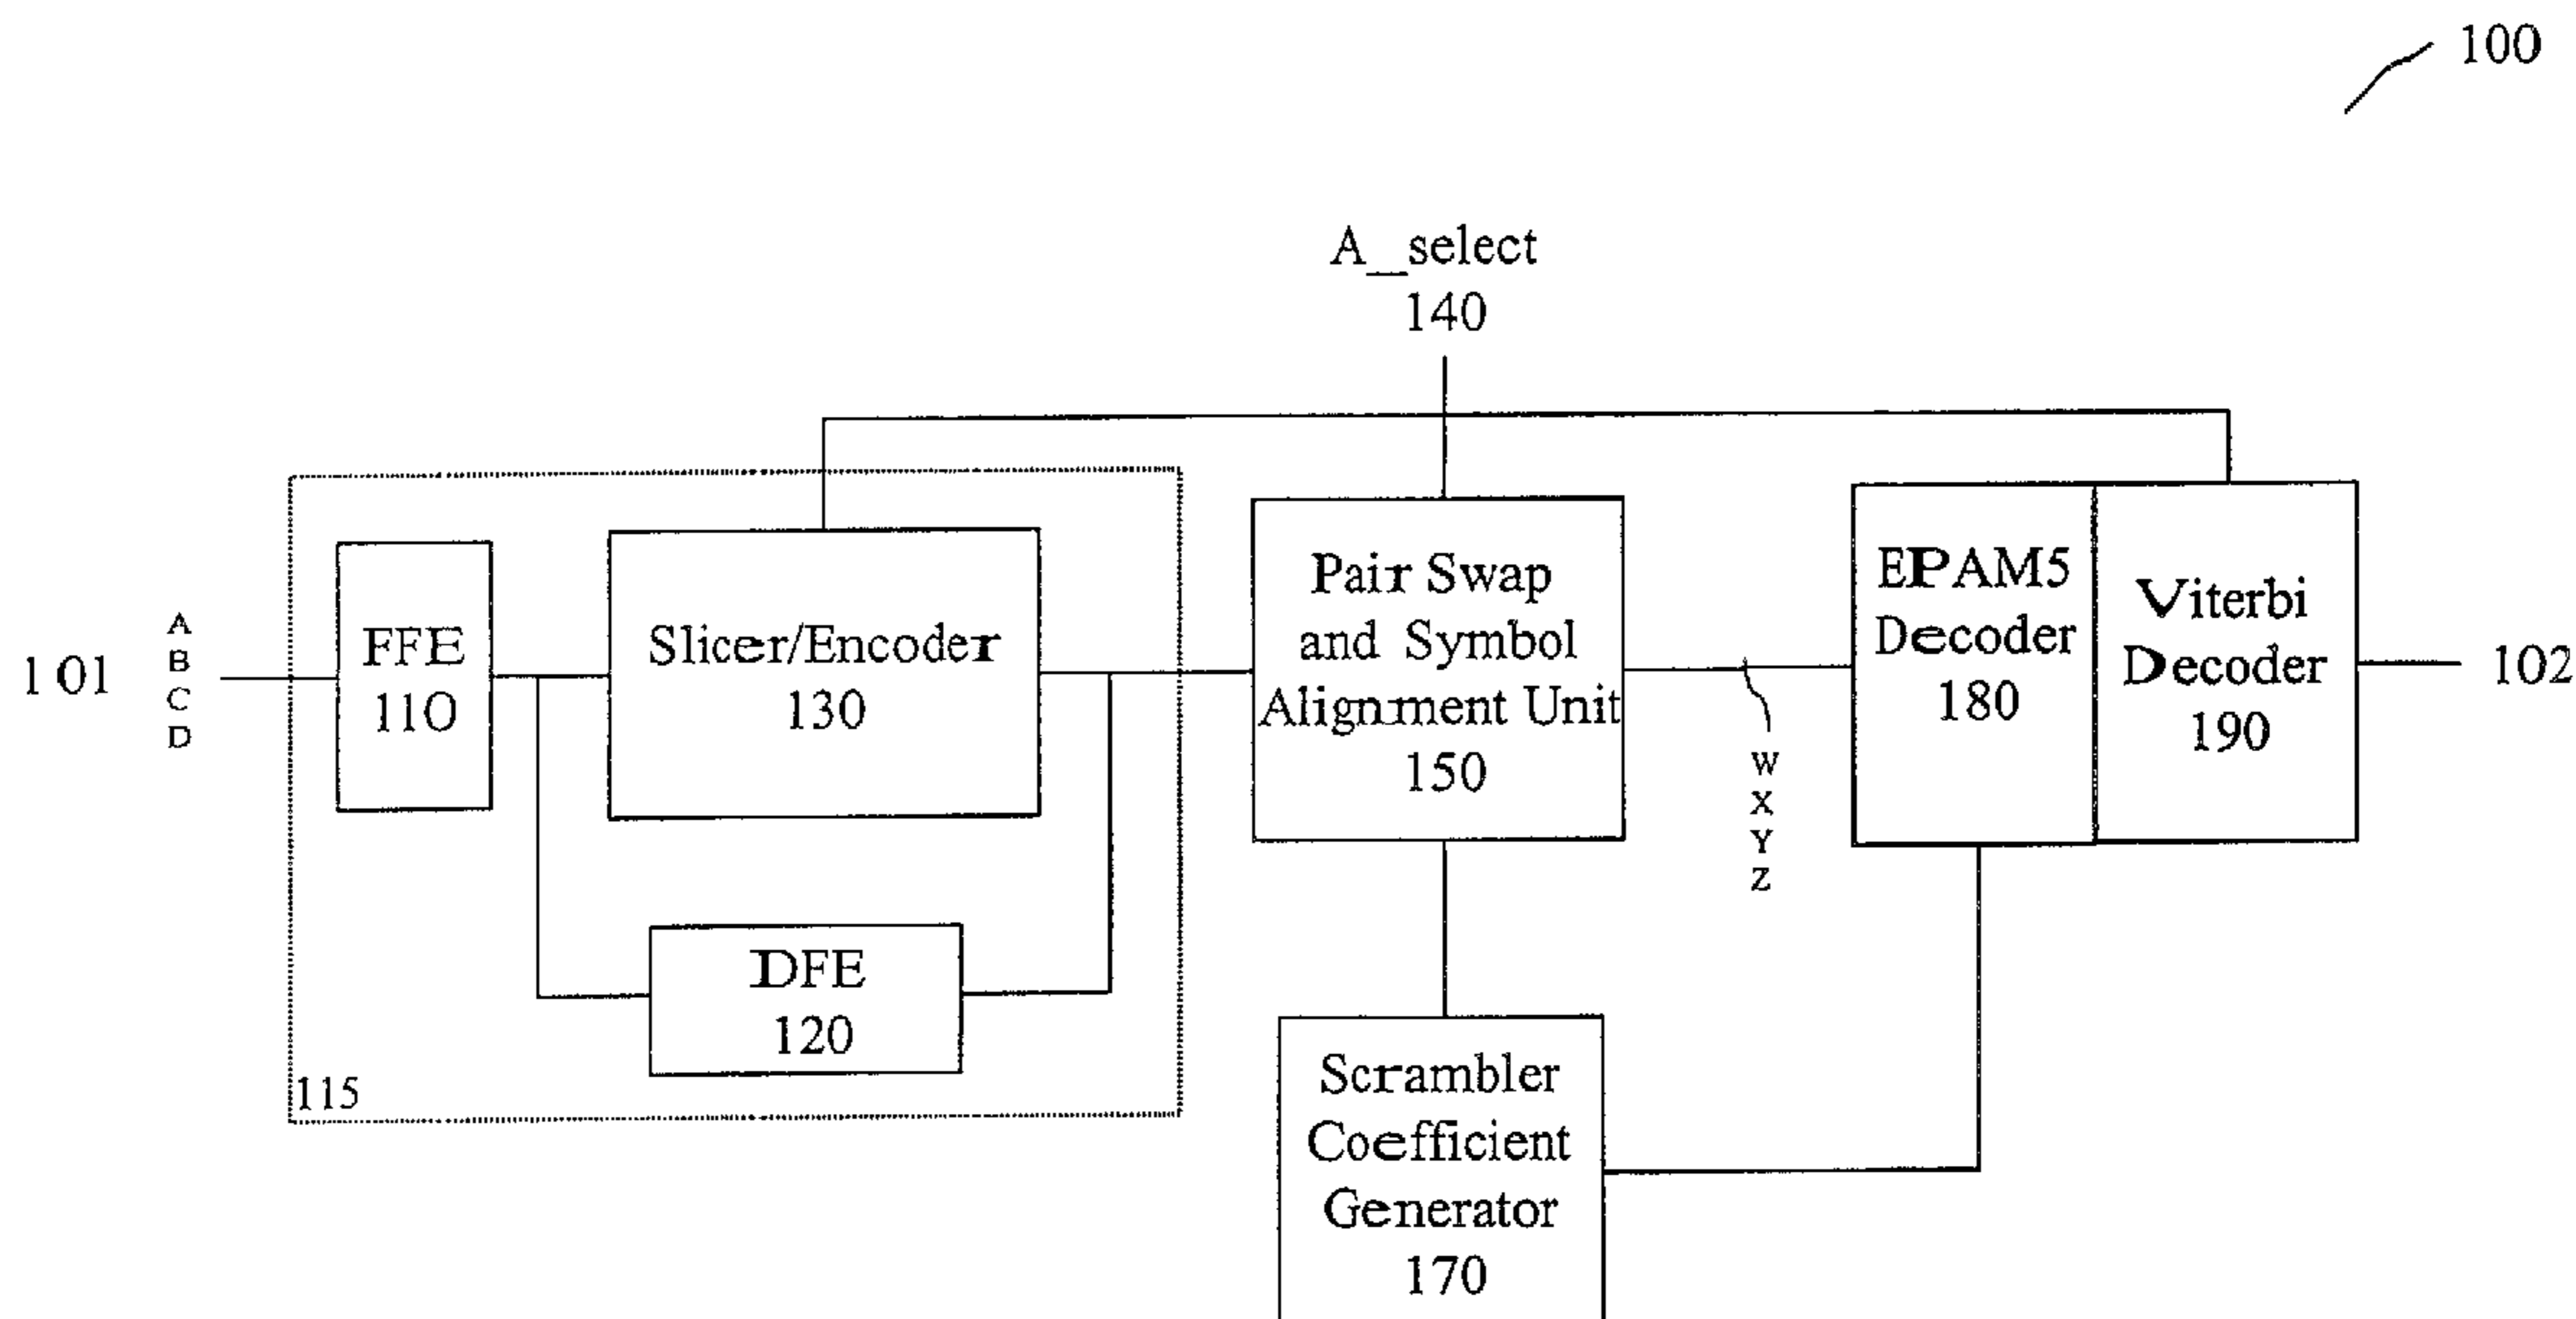 100
A_select
140
101
A
B
C
D
FFE
110
Slicer/Encoder
130
DFE
120
115
Pair Swap
and Symbol
Alignment Unit
150
W
X
Y
Z
EPAM5
Decoder
180
Viterbi
Decoder
190
102
Scrambler
Coefficient
Generator
170